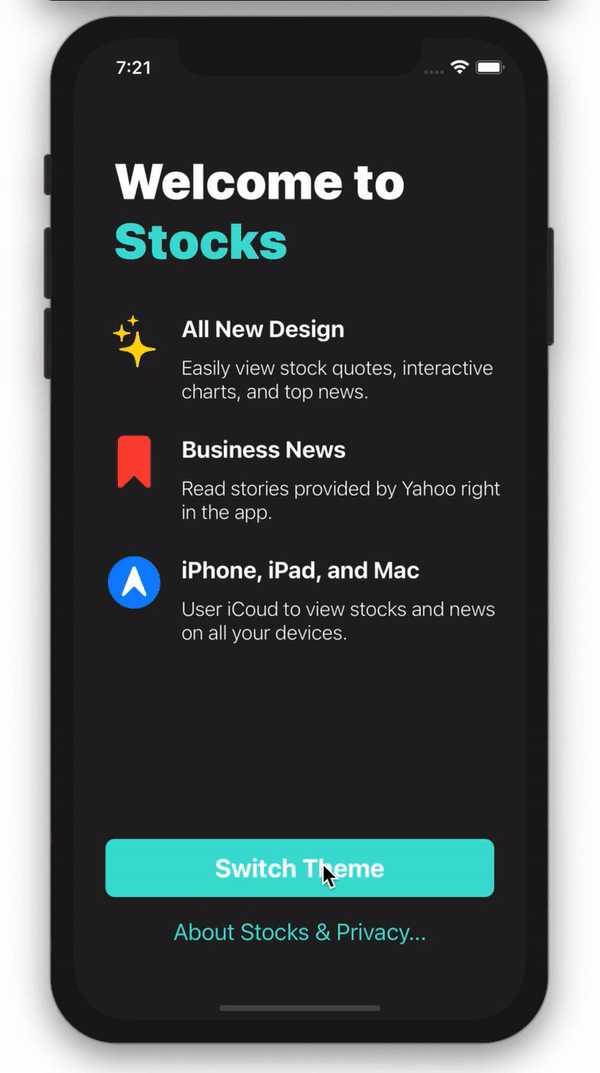 7:21
Welcome to
Stocks
All New Design
Easily view stock quotes, interactive
charts, and top news.
Business News
Read stories provided by Yahoo right
in the app.
iPhone, iPad, and Mac
User iCoud to view stocks and news
on all your devices.
Switch Theme
About Stocks & Privacy...